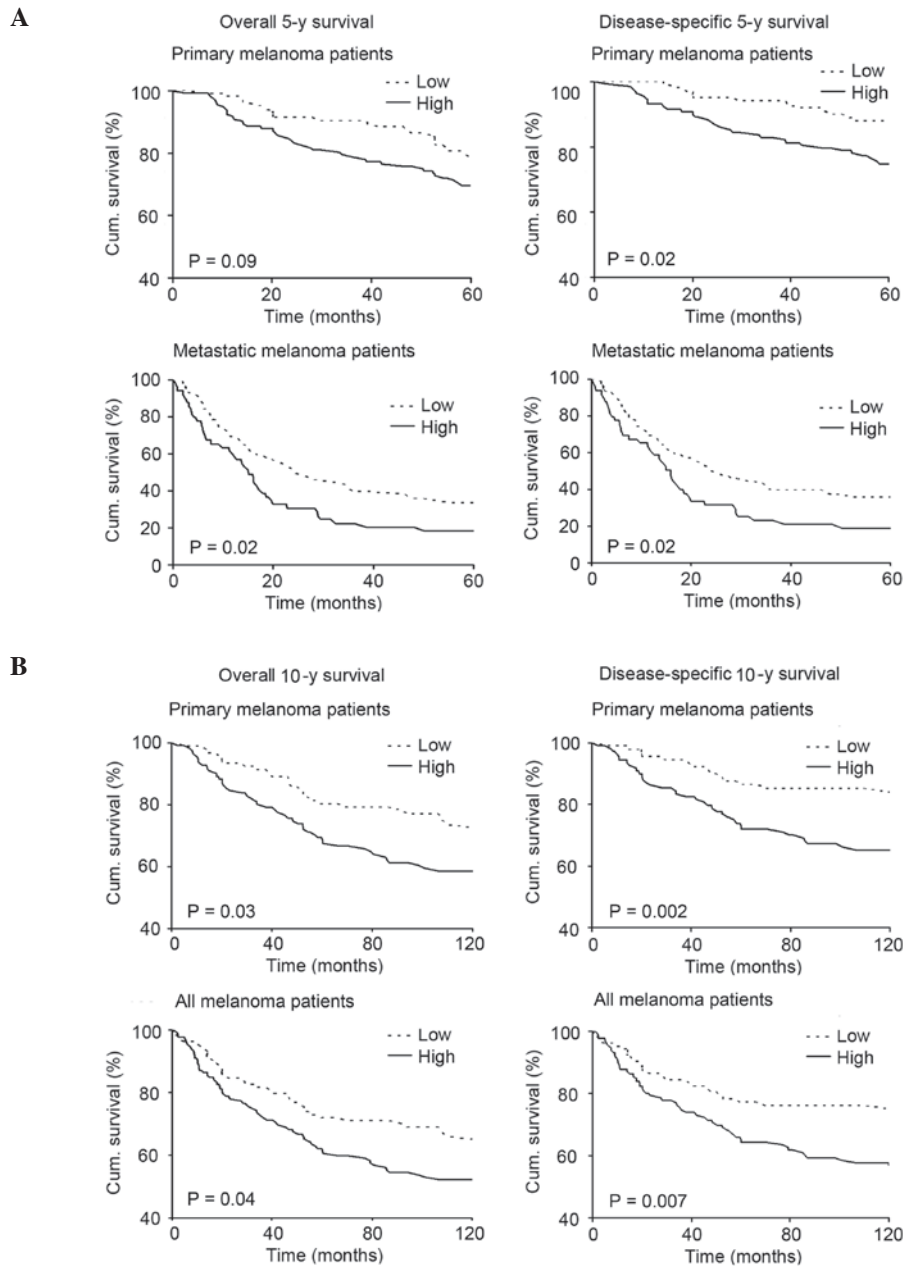 A
Overall 5-y survival
Primary melanoma patients
Low
High
100
80
60
40
Cum. survival (%)
P = 0.09
0 20 40 60
Time (months)
Disease-specific 5-y survival
Primary melanoma patients
Low
High
100
80
60
40
Cum. survival (%)
P = 0.02
0 20 40 60
Time (months)
Metastatic melanoma patients
Low
High
100
80
60
40
20
0
Cum. survival (%)
P = 0.02
0 20 40 60
Time (months)
Metastatic melanoma patients
Low
High
100
80
60
40
20
0
Cum. survival (%)
P = 0.02
0 20 40 60
Time (months)
B
Overall 10-y survival
Primary melanoma patients
Low
High
100
80
60
40
Cum. survival (%)
P = 0.03
0 40 80 120
Time (months)
Disease-specific 10-y survival
Primary melanoma patients
Low
High
100
80
60
40
Cum. survival (%)
P = 0.002
0 40 80 120
Time (months)
All melanoma patients
Low
High
100
80
60
40
Cum. survival (%)
P = 0.04
0 40 80 120
Time (months)
All melanoma patients
Low
High
100
80
60
40
Cum. survival (%)
P = 0.007
0 40 80 120
Time (months)